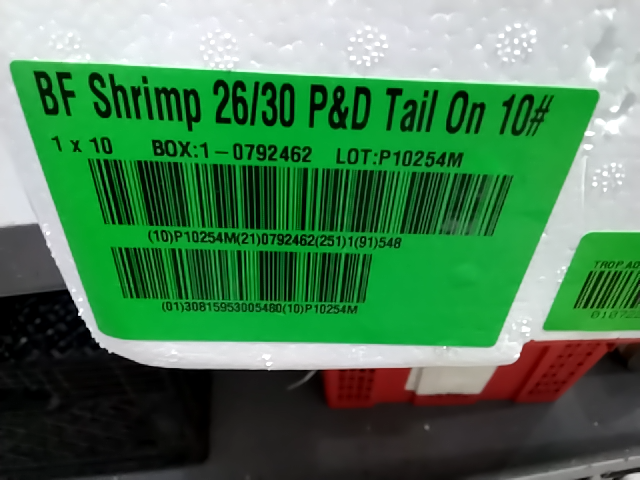 BF Shrimp 26/30 P&D Tail On 10#
1 x 10 BOX:1-0792462 LOT:P10254M
(10)P10254M(21)0792462(251)1(91)548
(01)30815953005480(10)P10254M
TROP.AD